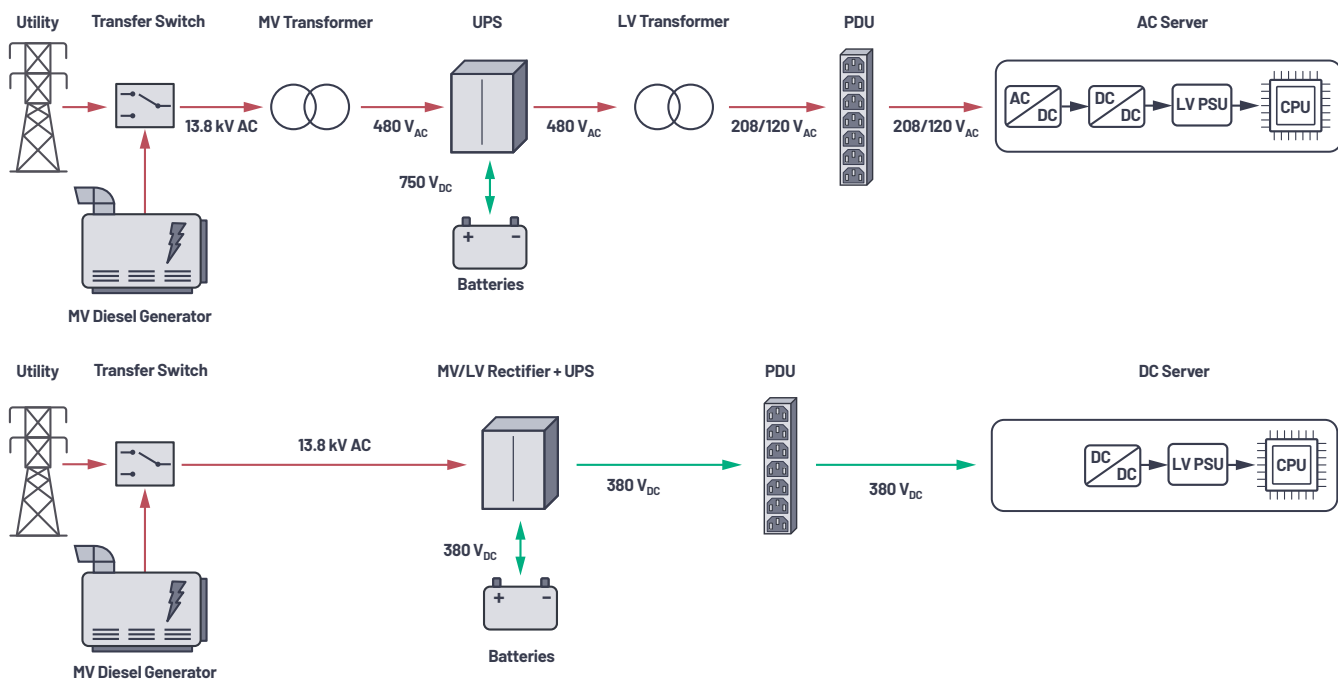 Utility
Transfer Switch
MV Transformer
UPS
LV Transformer
PDU
AC Server
13.8 kV AC
480 VAC
480 VAC
208/120 VAC
208/120 VAC
AC
DC
DC
DC
LV PSU
CPU
750 VDC
+ −
Batteries
MV Diesel Generator
Utility
Transfer Switch
MV/LV Rectifier + UPS
PDU
DC Server
13.8 kV AC
380 VDC
380 VDC
DC
DC
LV PSU
CPU
380 VDC
+ −
Batteries
MV Diesel Generator